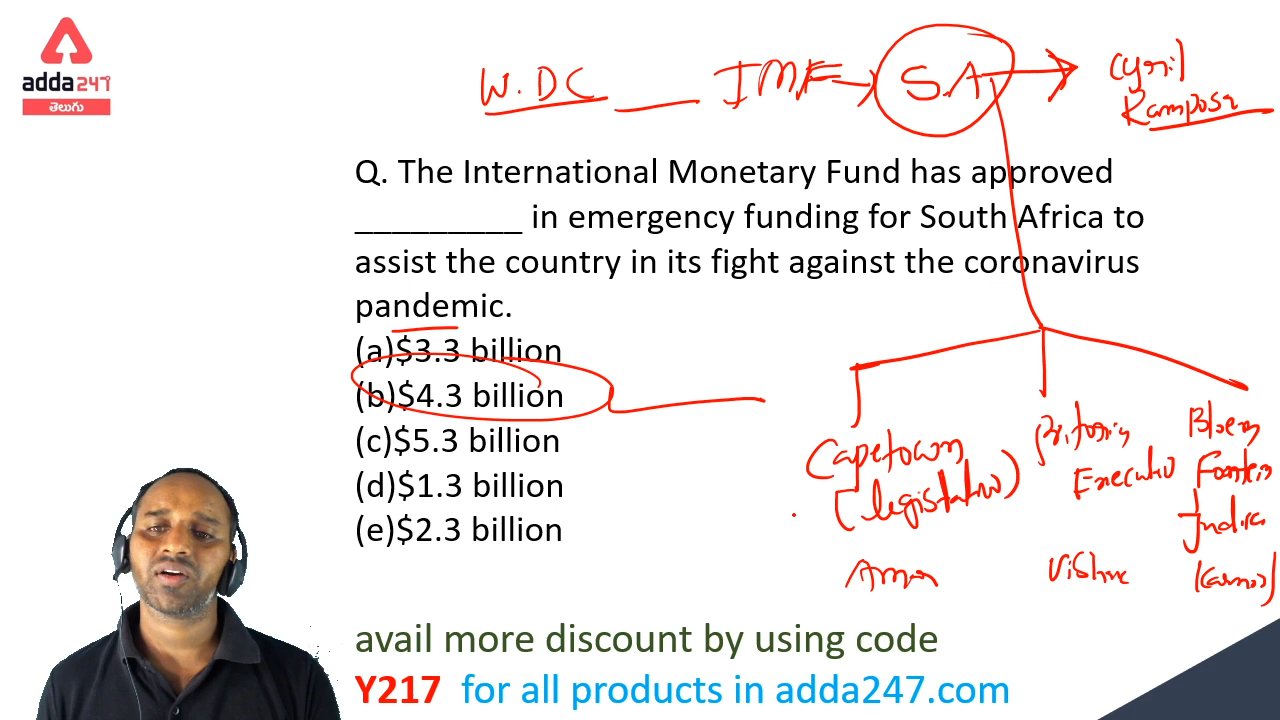 adda247
తెలుగు
W.DC IMF S.A Cyril
Ramposa
Q. The International Monetary Fund has approved
_________ in emergency funding for South Africa to
assist the country in its fight against the coronavirus
pandemic.
(a)$3.3 billion
(b)$4.3 billion
(c)$5.3 billion
(d)$1.3 billion
(e)$2.3 billion
Capetown
Executiv
avail more discount by using code
Y217 for all products in adda247.com